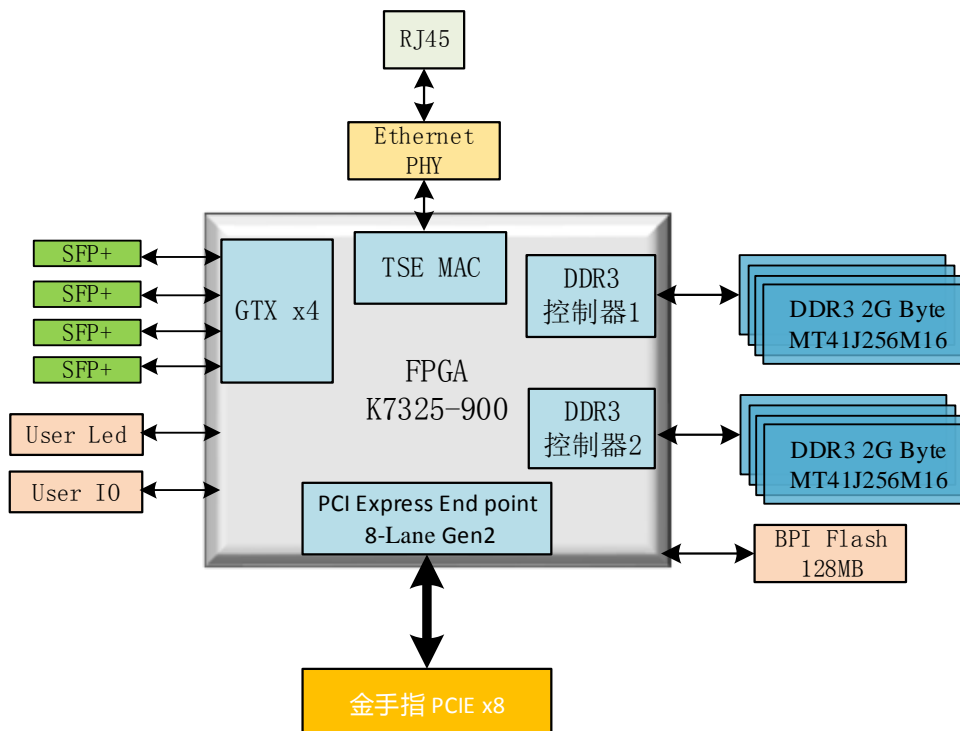 RJ45
Ethernet
PHY
SFP+
SFP+
SFP+
SFP+
GTX x4
TSE MAC
DDR3
控制器1
DDR3 2G Byte
MT41J256M16
FPGA
K7325-900
DDR3
控制器2
DDR3 2G Byte
MT41J256M16
User Led
User IO
PCI Express End point
8-Lane Gen2
BPI Flash
128MB
金手指 PCIE x8